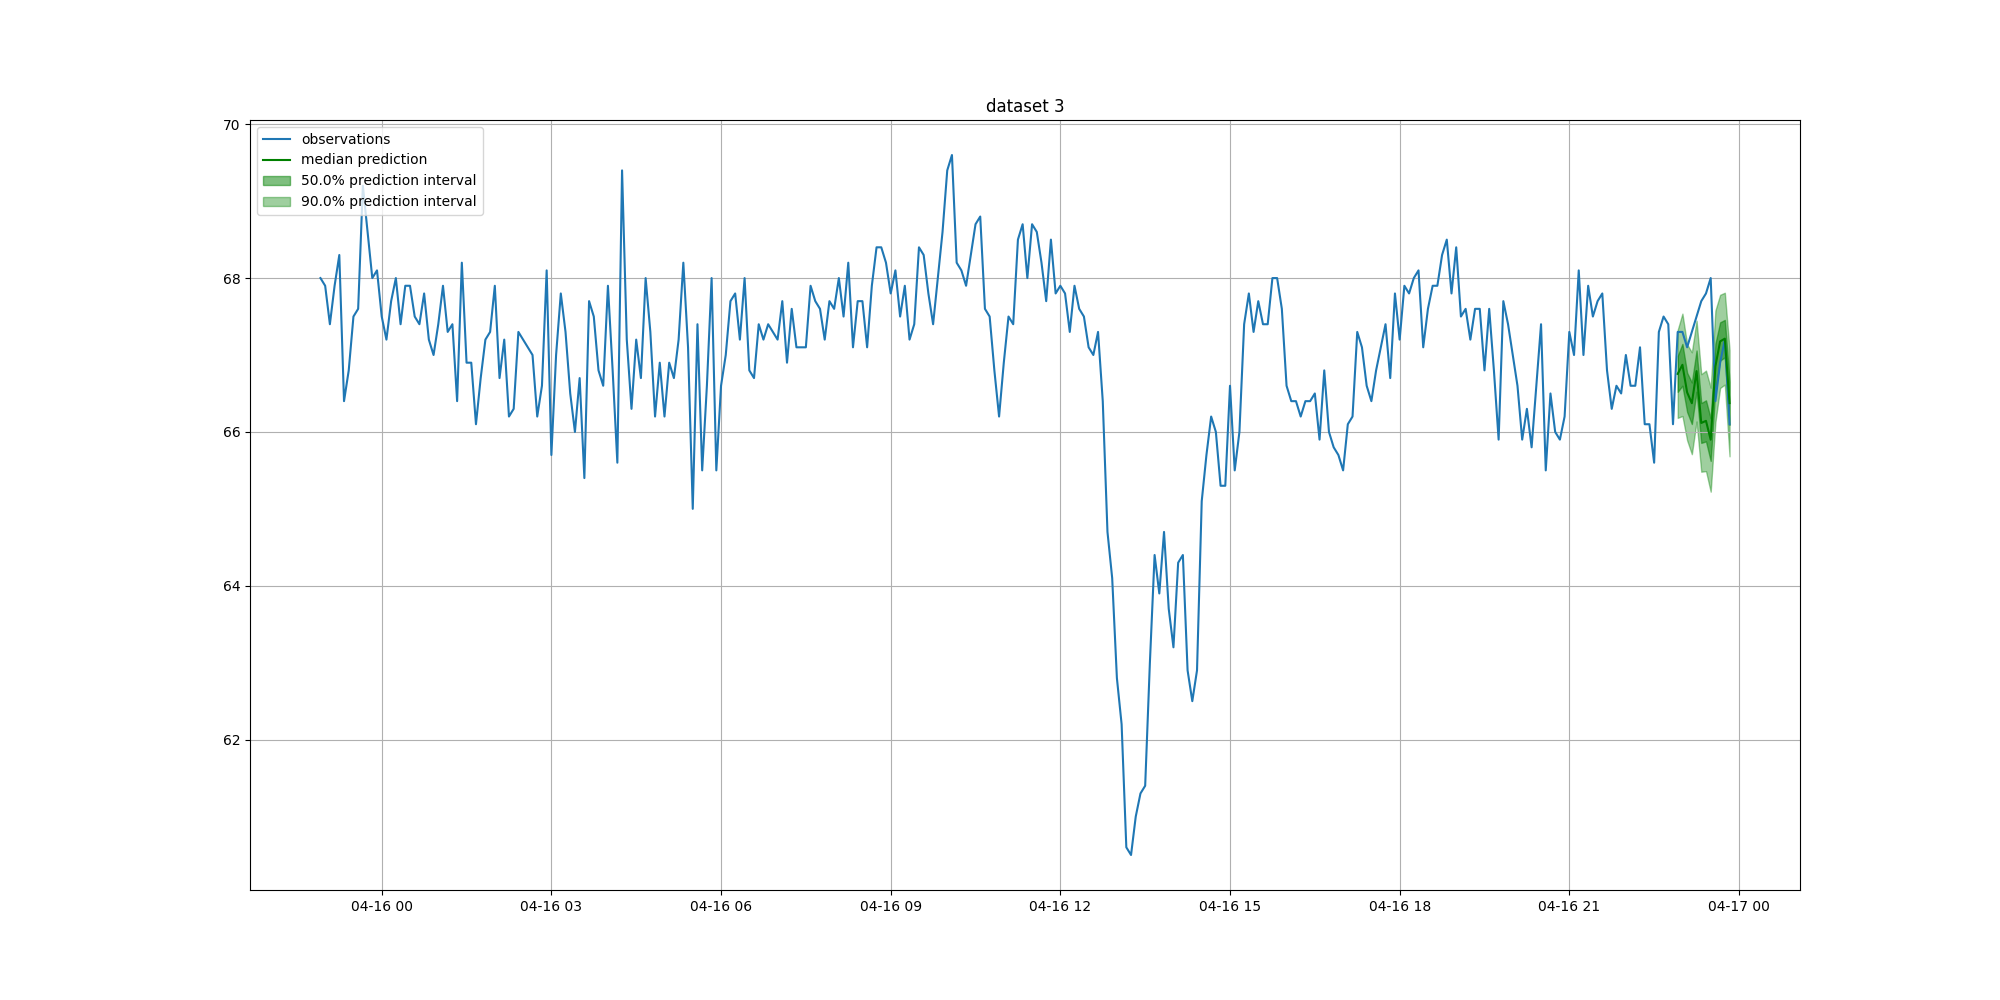 dataset 3
observations
median prediction
50.0% prediction interval
90.0% prediction interval
70
68
66
64
62
04-16 00
04-16 03
04-16 06
04-16 09
04-16 12
04-16 15
04-16 18
04-16 21
04-17 00